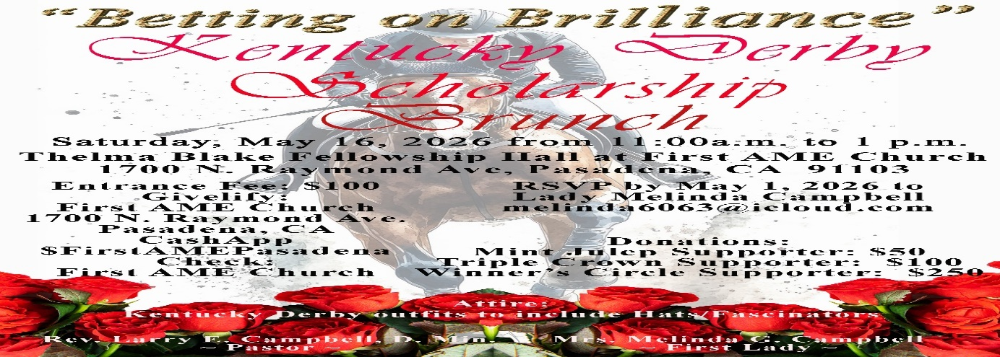 “Betting on Brilliance”
Kentucky Derby
Scholarship
Brunch
Saturday, May 16, 2026 from 11:00a.m. to 1 p.m.
Thelma Blake Fellowship Hall at First AME Church
1700 N. Raymond Ave, Pasadena, CA 91103
Entrance Fee: $100
Givelify:
First AME Church
1700 N. Raymond Ave.
Pasadena, CA
CashApp
$FirstAMEPasadena
Check:
First AME Church
RSVP by May 1, 2026 to
Lady Melinda Campbell
melinda6063@icloud.com
Donations:
Mint Julep Supporter: $50
Triple Crown Supporter: $100
Winner’s Circle Supporter: $250
Attire:
Kentucky Derby outfits to include Hats/Fascinators
Rev. Larry E. Campbell, D. Min. Mrs. Melinda G. Campbell
~ Pastor ~ ~ First Lady ~